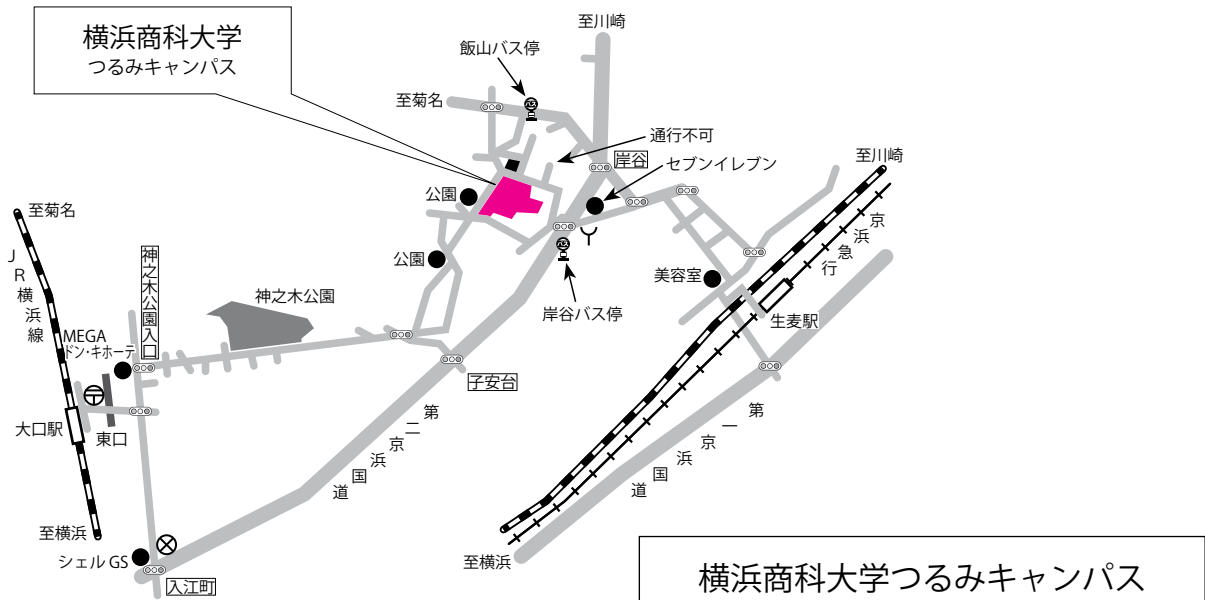 横浜商科大学
つるみキャンパス
至川崎
飯山バス停
至菊名
通行不可
岸谷
セブンイレブン
至川崎
公園
公園
至菊名
JR横浜線
神之木公園入口
神之木公園
MEGA
ドン・キホーテ
岸谷バス停
美容室
京浜急行
生麦駅
子安台
大口駅
東口
第二京浜国道
第一京浜国道
至横浜
シェル GS
入江町
至横浜
横浜商科大学つるみキャンパス